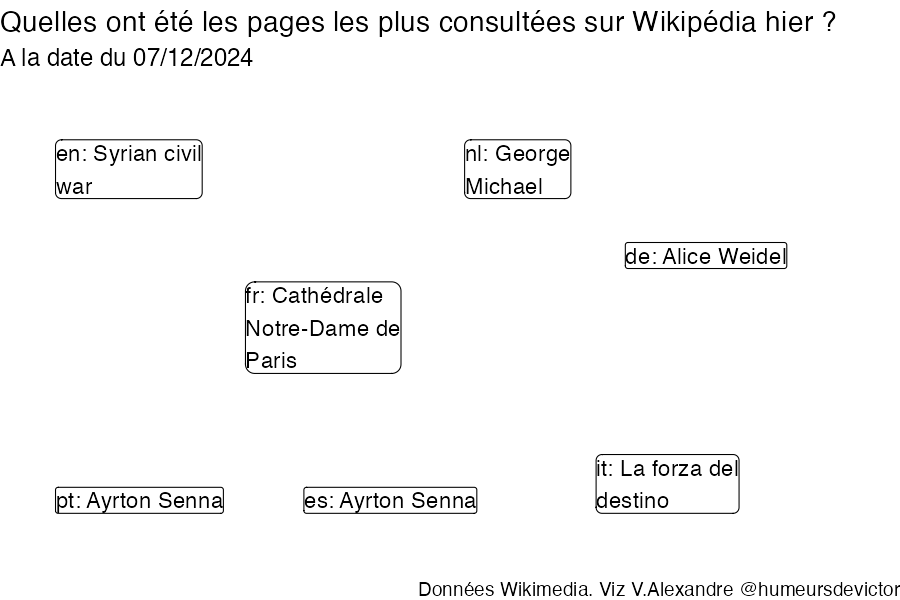 Quelles ont été les pages les plus consultées sur Wikipédia hier ?
A la date du 07/12/2024
en: Syrian civil
war
nl: George
Michael
de: Alice Weidel
fr: Cathédrale
Notre-Dame de
Paris
it: La forza del
destino
pt: Ayrton Senna
es: Ayrton Senna
Données Wikimedia. Viz V.Alexandre @humeursdevictor